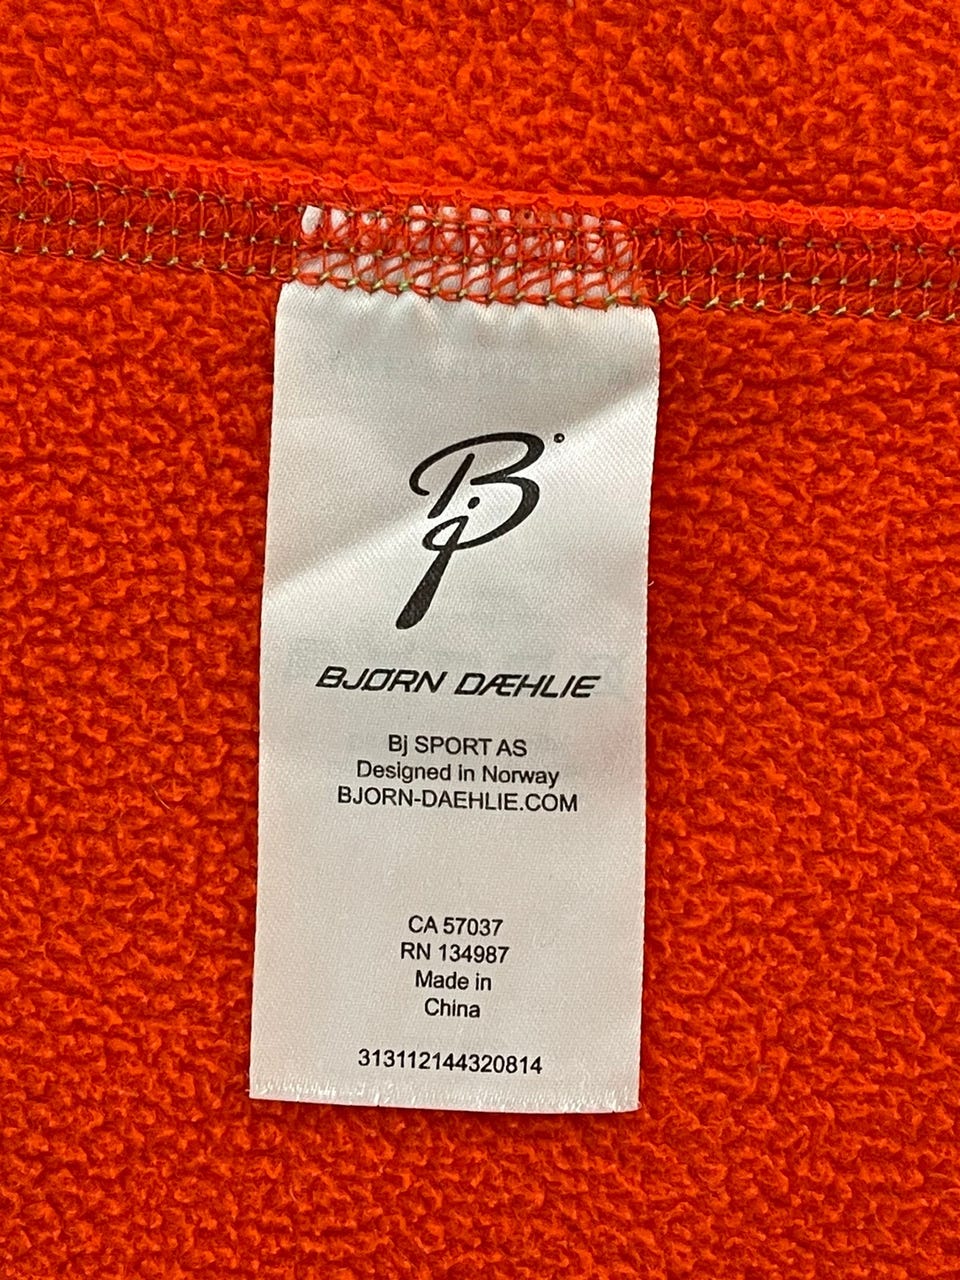 Bj
BJØRN DÆHLIE
Bj SPORT AS
Designed in Norway
BJORN-DAEHLIE.COM
CA 57037
RN 134987
Made in
China
313112144320814